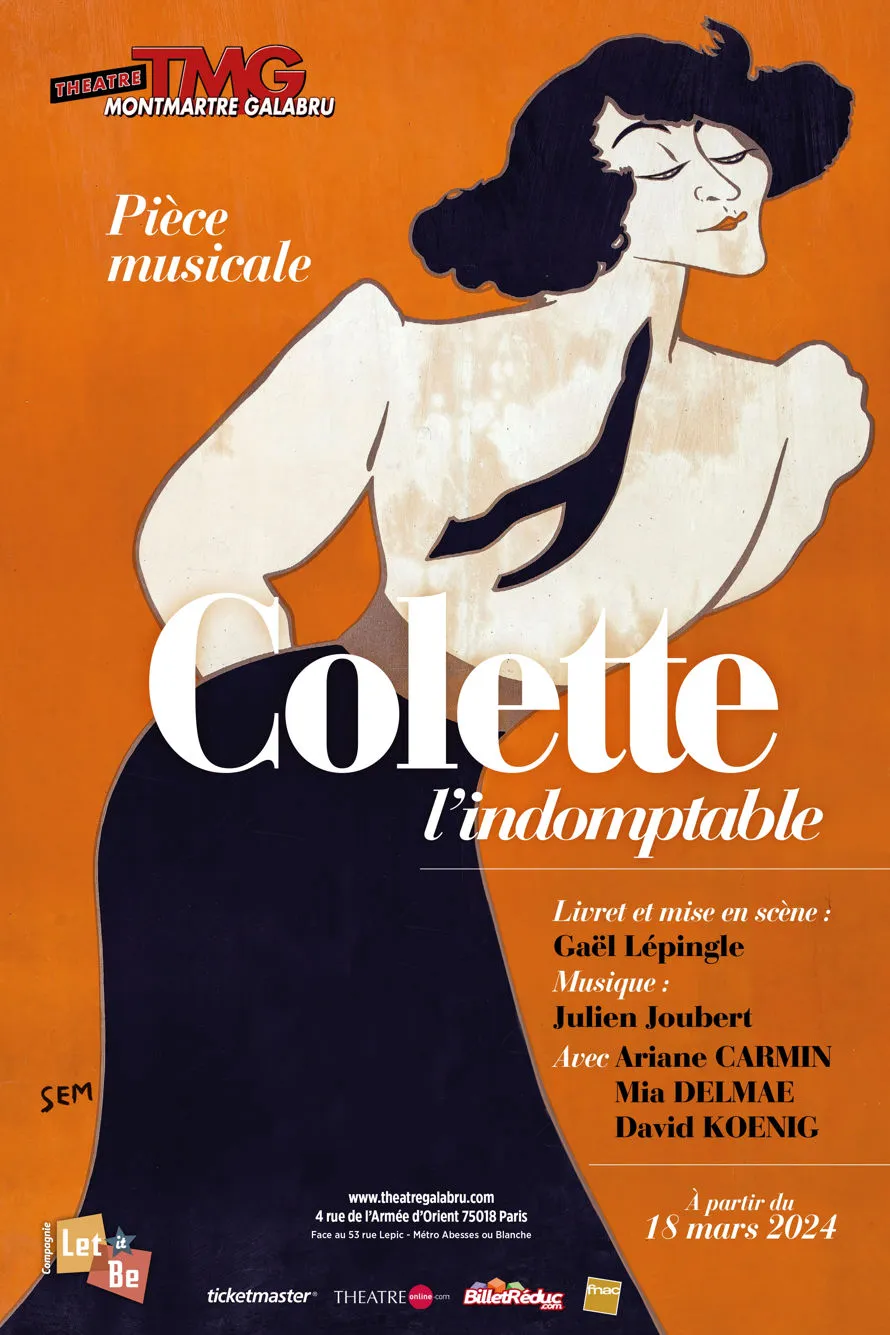 THEATRE TMG
MONTMARTRE GALABRU
Pièce
musicale
Colette
l'indomptable
Livret et mise en scène :
Gaël Lépingle
Musique :
Julien Joubert
Avec Ariane CARMIN
Mia DELMAE
David KOENIG
SEM
À partir du
18 mars 2024
www.theatregalabru.com
4 rue de l'Armée d'Orient 75018 Paris
Face au 53 rue Lepic - Métro Abesses ou Blanche
Compagnie
Let it
Be
ticketmaster®
THEATRE online.com
BilletRéduc
.com
fnac